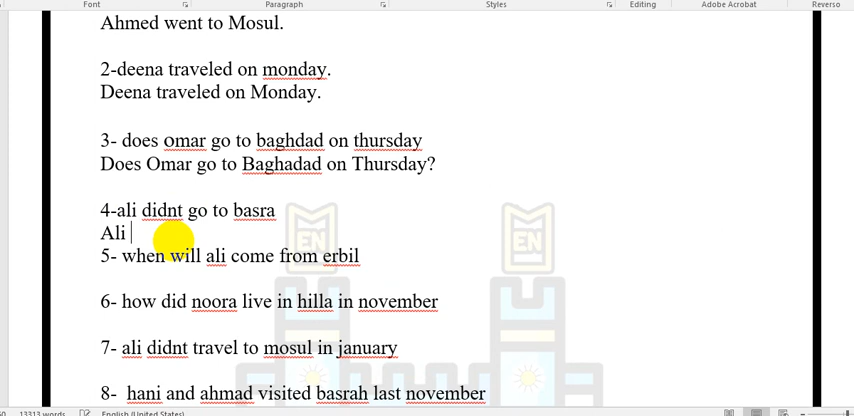 Font
Paragraph
Styles
Editing
Adobe Acrobat
Reverso
Ahmed went to Mosul.
2-deena traveled on monday.
Deena traveled on Monday.
3- does omar go to baghdad on thursday
Does Omar go to Baghadad on Thursday?
4-ali didnt go to basra
Ali
5- when will ali come from erbil
6- how did noora live in hilla in november
7- ali didnt travel to mosul in january
8- hani and ahmad visited basrah last november
EN
EN
13313 words
English (United States)